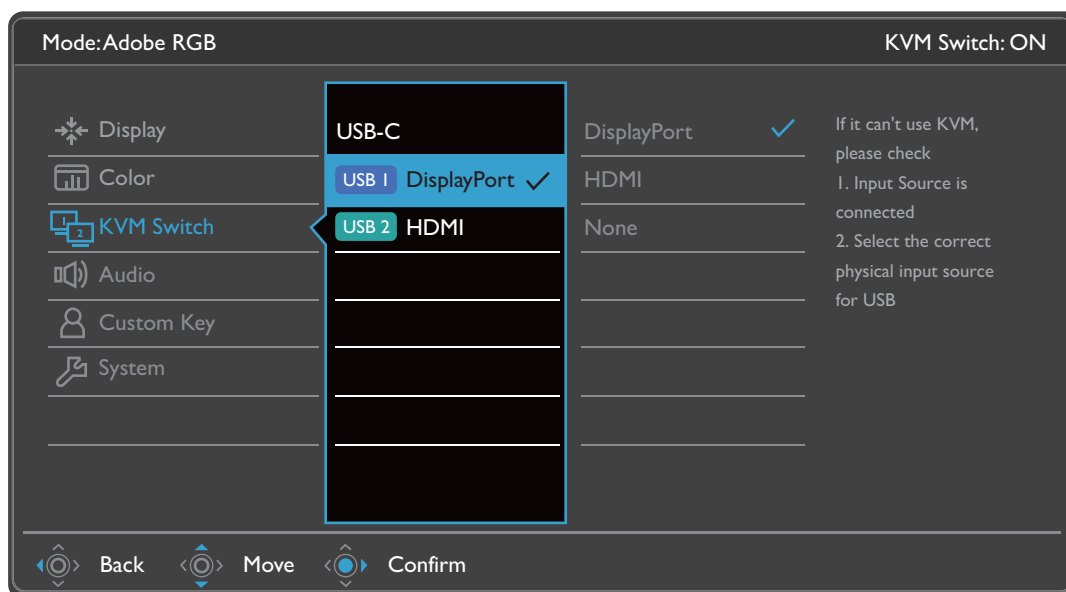 Mode: Adobe RGB
KVM Switch: ON
Display
Color
1 2 KVM Switch
Audio
Custom Key
System
USB-C
USB 1 DisplayPort
USB 2 HDMI
DisplayPort
HDMI
None
If it can't use KVM,
please check
1. Input Source is
connected
2. Select the correct
physical input source
for USB
Back
Move
Confirm